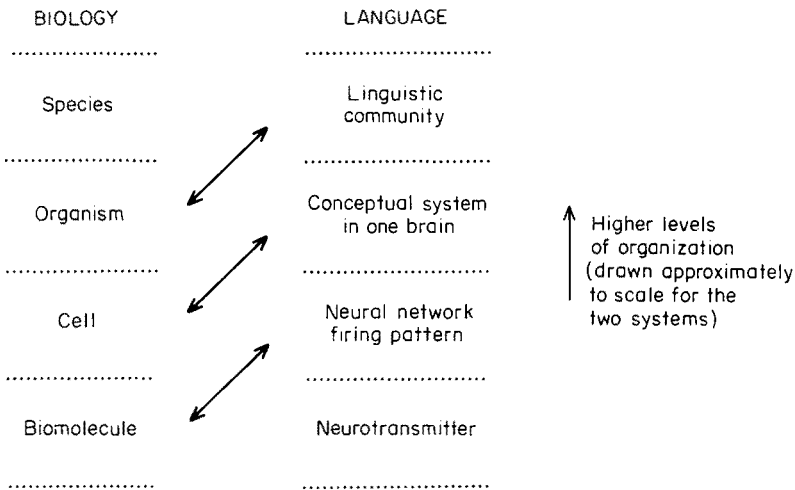 BIOLOGY
LANGUAGE
Species
Linguistic
community
Organism
Conceptual system
in one brain
Cell
Neural network
firing pattern
Biomolecule
Neurotransmitter
Higher levels
of organization
(drawn approximately
to scale for the
two systems)